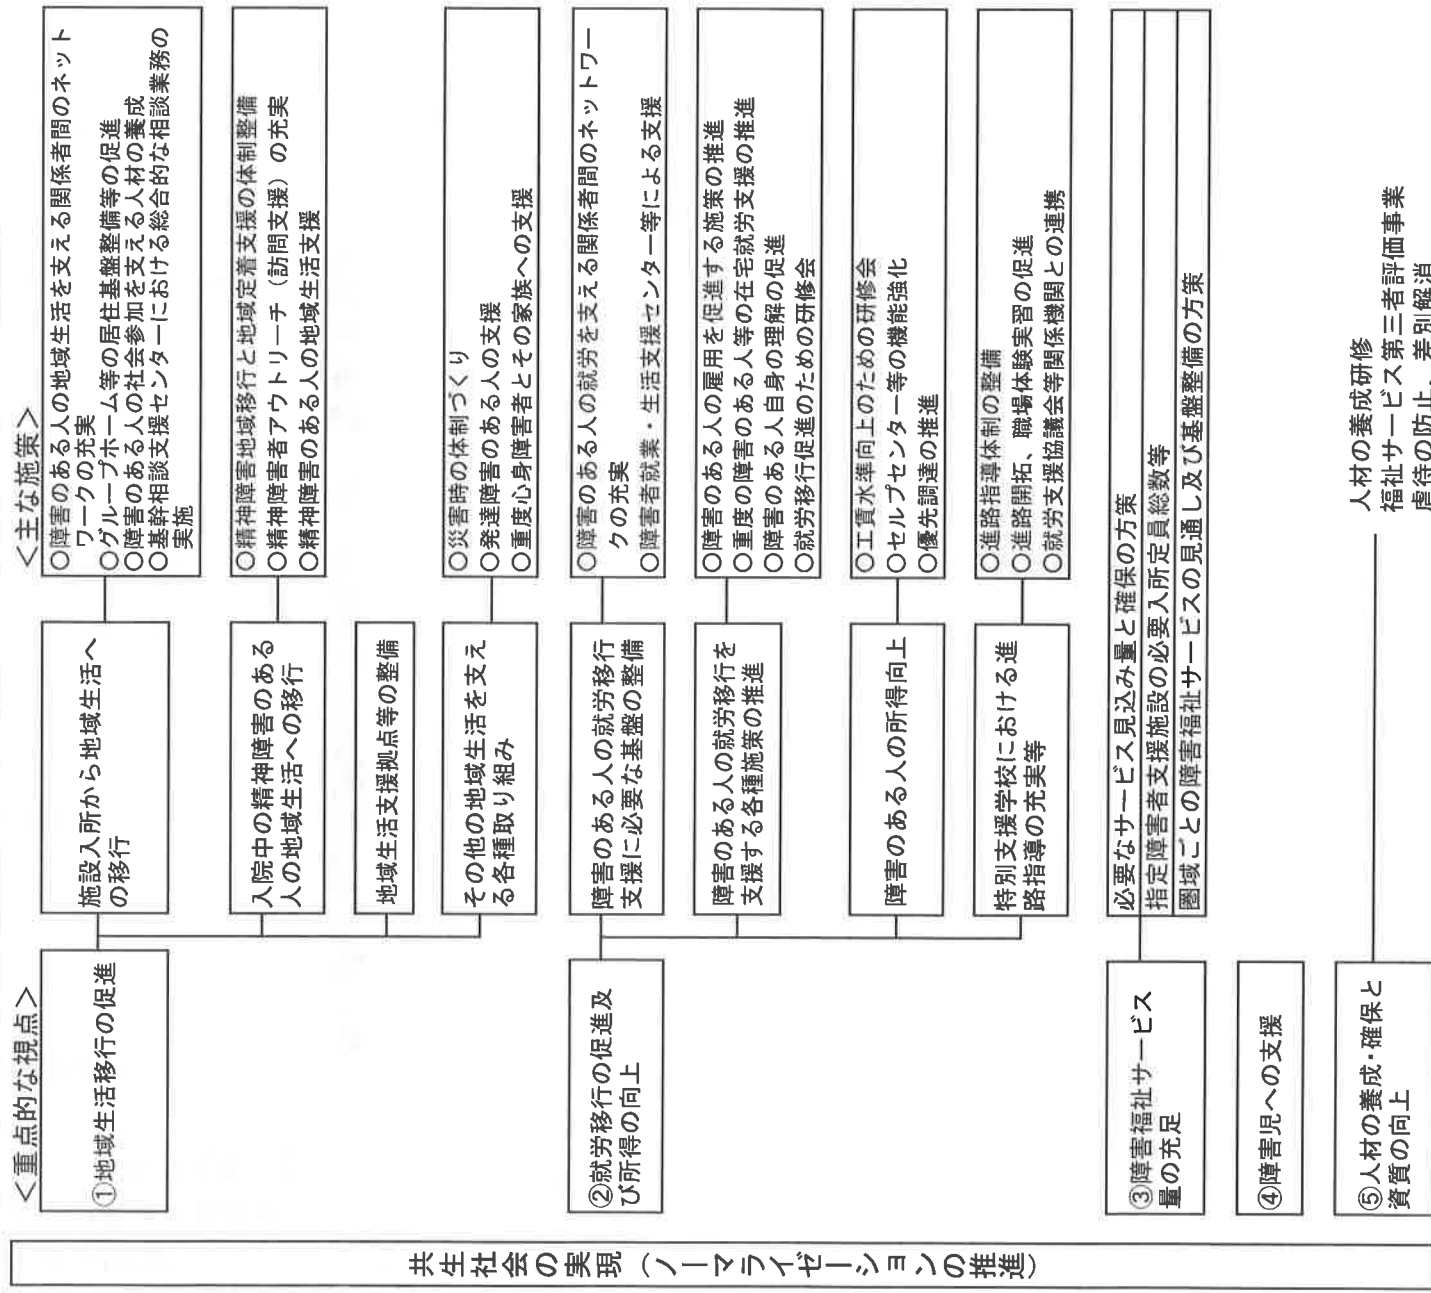 共生社会の実現（ノーマライゼーションの推進）
＜重点的な視点＞
＜主な施策＞
①地域生活移行の促進
施設入所から地域生活へ
の移行
○障害のある人の地域生活を支える関係者間のネット
ワークの充実
○グループホーム等の居住基盤整備等の促進
○障害のある人の社会参加を支える人材の養成
○基幹相談支援センターにおける総合的な相談業務の
実施
入院中の精神障害のある
人の地域生活への移行
○精神障害地域移行と地域定着支援の体制整備
○精神障害者アウトリーチ（訪問支援）の充実
○精神障害のある人の地域生活支援
地域生活支援拠点等の整備
その他の地域生活を支え
る各種取り組み
○災害時の体制づくり
○発達障害のある人の支援
○重度心身障害者とその家族への支援
②就労移行の促進及
び所得の向上
障害のある人の就労移行
支援に必要な基盤の整備
○障害のある人の就労を支える関係者間のネットワー
クの充実
○障害者就業・生活支援センター等による支援
障害のある人の就労移行を
支援する各種施策の推進
○障害のある人の雇用を促進する施策の推進
○重度の障害のある人等の在宅就労支援の推進
○障害のある人自身の理解の促進
○就労移行促進のための研修会
障害のある人の所得向上
○工賃水準向上のための研修会
○セルプセンター等の機能強化
○優先調達の推進
特別支援学校における進
路指導の充実等
○進路指導体制の整備
○進路開拓、職場体験実習の促進
○就労支援協議会等関係機関との連携
③障害福祉サービス
量の充足
必要なサービス見込み量と確保の方策
指定障害者支援施設の必要入所定員総数等
圏域ごとの障害福祉サービスの見通し及び基盤整備の方策
④障害児への支援
⑤人材の養成・確保と
資質の向上
人材の養成研修
福祉サービス第三者評価事業
虐待の防止、差別解消